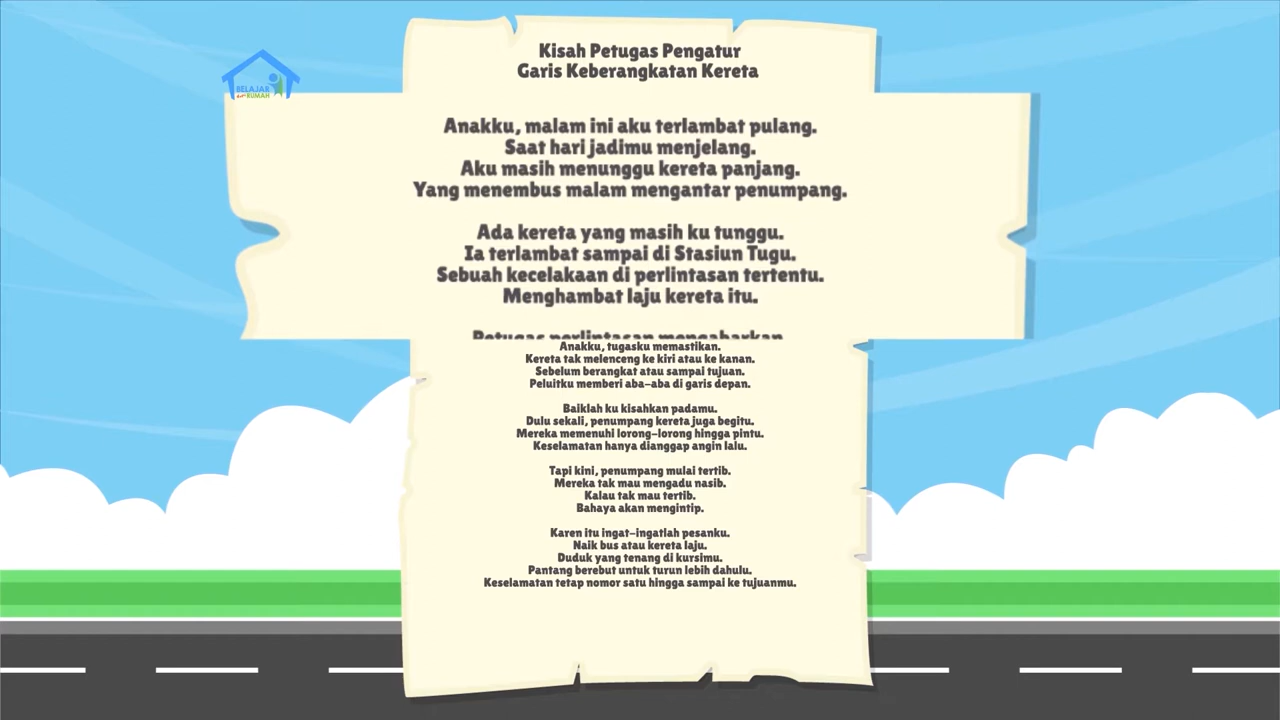 BELAJAR
dari RUMAH
Kisah Petugas Pengatur
Garis Keberangkatan Kereta
Anakku, malam ini aku terlambat pulang.
Saat hari jadimu menjelang.
Aku masih menunggu kereta panjang.
Yang menembus malam mengantar penumpang.
Ada kereta yang masih ku tunggu.
Ia terlambat sampai di Stasiun Tugu.
Sebuah kecelakaan di perlintasan tertentu.
Menghambat laju kereta itu.
Petugas perlintasan mengabarkan
Anakku, tugasku memastikan.
Kereta tak melenceng ke kiri atau ke kanan.
Sebelum berangkat atau sampai tujuan.
Peluitku memberi aba-aba di garis depan.
Baiklah ku kisahkan padamu.
Dulu sekali, penumpang kereta juga begitu.
Mereka memenuhi lorong-lorong hingga pintu.
Keselamatan hanya dianggap angin lalu.
Tapi kini, penumpang mulai tertib.
Mereka tak mau mengadu nasib.
Kalau tak mau tertib.
Bahaya akan mengintip.
Karen itu ingat-ingatlah pesanku.
Naik bus atau kereta laju.
Duduk yang tenang di kursimu.
Pantang berebut untuk turun lebih dahulu.
Keselamatan tetap nomor satu hingga sampai ke tujuanmu.